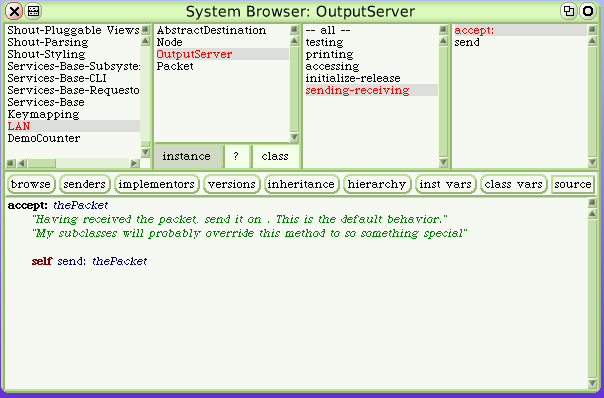 System Browser: OutputServer
Shout-Pluggable Views
Shout-Parsing
Shout-Styling
Services-Base-Subsystem
Services-Base-CLI
Services-Base-Requesto
Services-Base
Keymapping
LAN
DemoCounter
AbstractDestination
Node
OutputServer
Packet
instance ? class
-- all --
testing
printing
accessing
initialize-release
sending-receiving
accept:
send
browse senders implementors versions inheritance hierarchy inst vars class vars source
accept: thePacket
"Having received the packet, send it on . This is the default behavior."
"My subclasses will probably override this method to so something special"
self send: thePacket